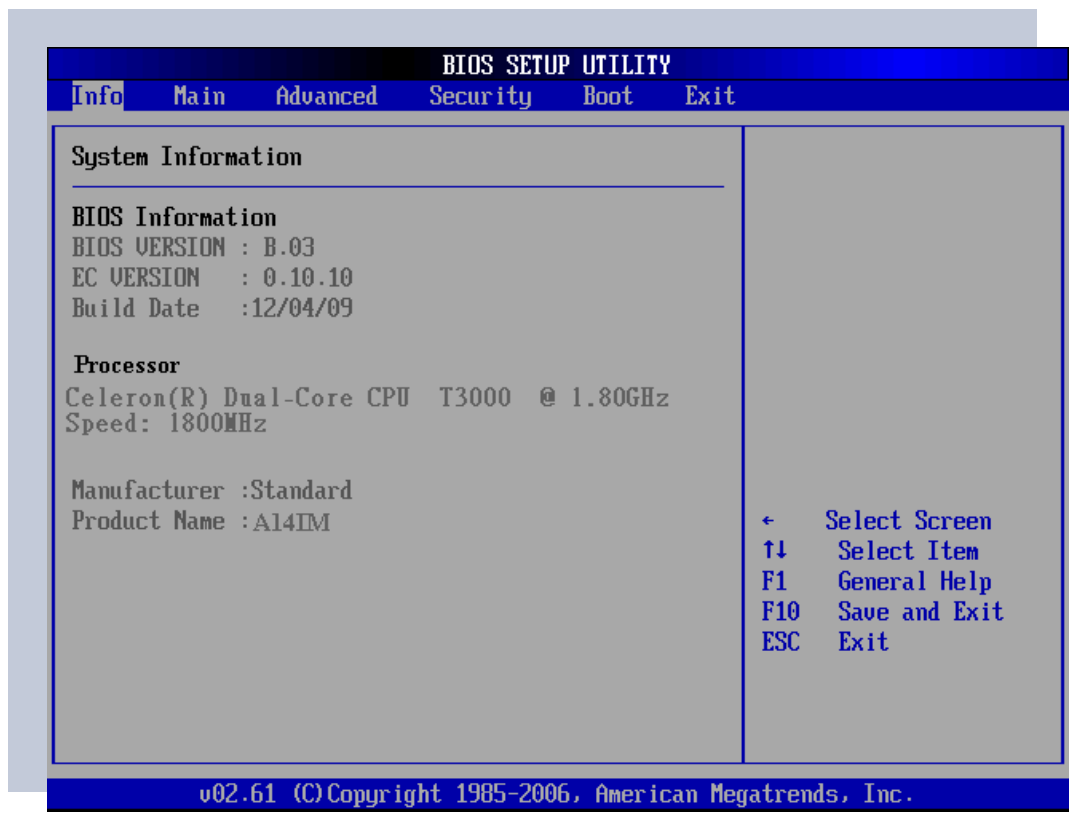 BIOS SETUP UTILITY
Info Main Advanced Security Boot Exit
System Information
BIOS Information
BIOS VERSION : B.03
EC VERSION : 0.10.10
Build Date :12/04/09
Processor
Celeron(R) Dual-Core CPU T3000 @ 1.80GHz
Speed: 1800MHz
Manufacturer :Standard
Product Name :A14IM
← Select Screen
↑↓ Select Item
F1 General Help
F10 Save and Exit
ESC Exit
v02.61 (C)Copyright 1985-2006, American Megatrends, Inc.